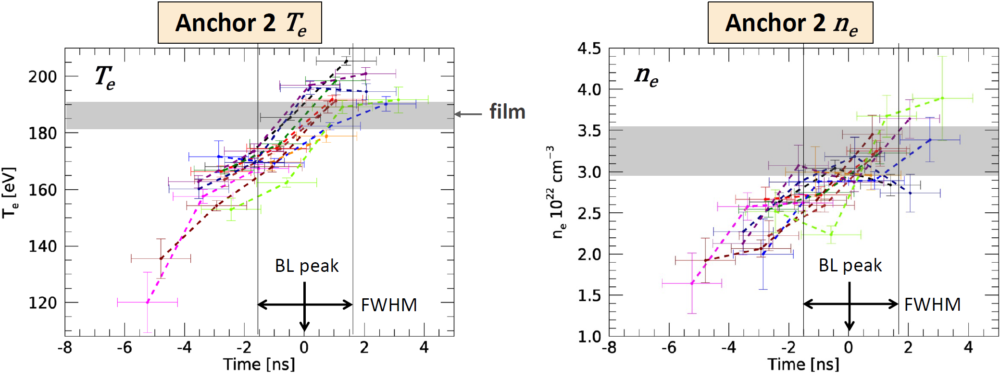 Anchor 2 Te
Te
Te [eV]
200
180
160
140
120
film
BL peak
FWHM
-8 -6 -4 -2 0 2 4
Time [ns]
Anchor 2 ne
ne
ne 10²² cm⁻³
4.5
4.0
3.5
3.0
2.5
2.0
1.5
1.0
BL peak
FWHM
-8 -6 -4 -2 0 2 4
Time [ns]